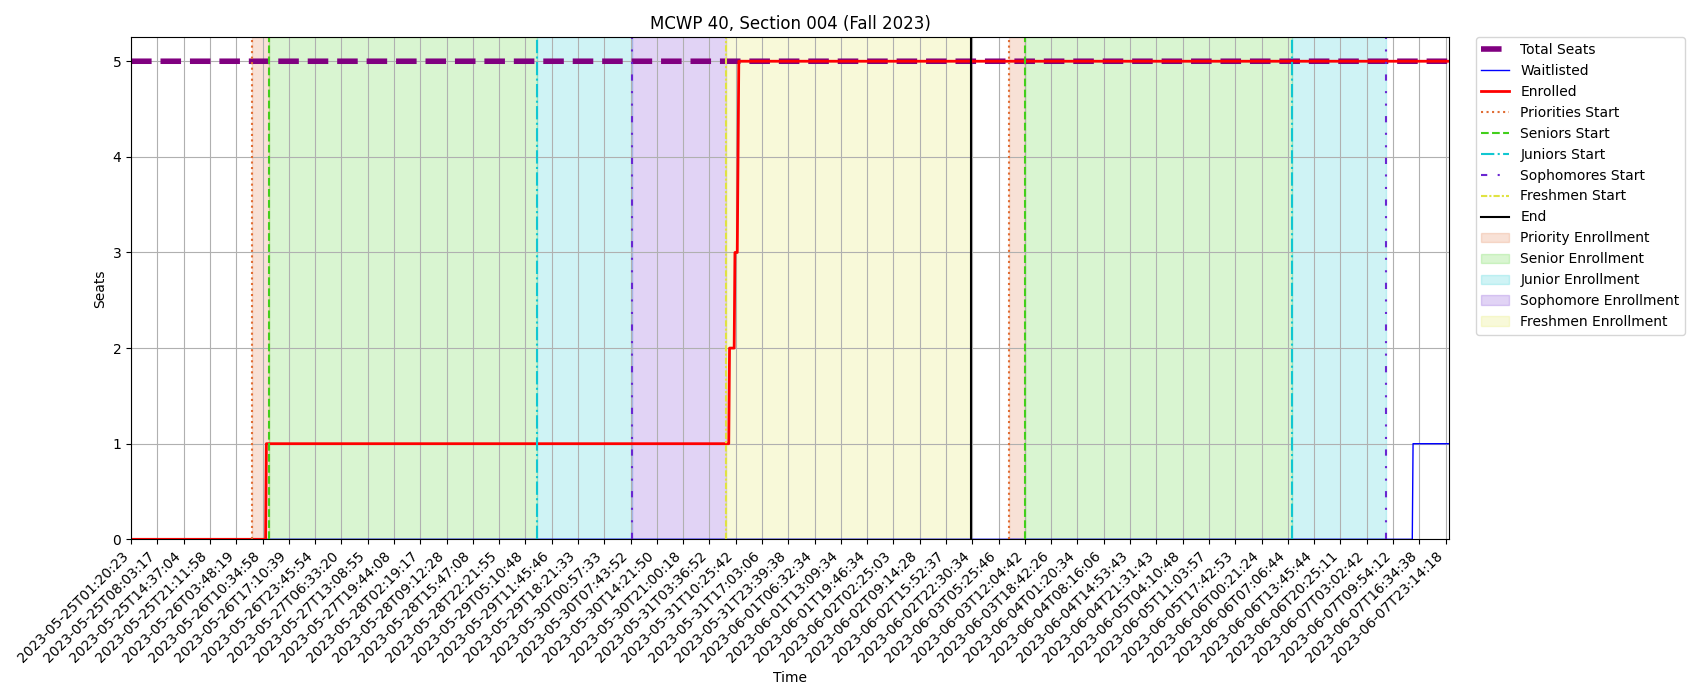 MCWP 40, Section 004 (Fall 2023)
Seats
5
4
3
2
1
0
2023-05-25T01:20:23
2023-05-25T08:03:17
2023-05-25T14:37:04
2023-05-25T21:11:58
2023-05-26T03:48:19
2023-05-26T10:34:58
2023-05-26T17:10:39
2023-05-26T23:45:54
2023-05-27T06:33:20
2023-05-27T13:08:55
2023-05-27T19:44:08
2023-05-28T02:19:17
2023-05-28T09:12:28
2023-05-28T15:47:08
2023-05-28T22:21:55
2023-05-29T05:10:48
2023-05-29T11:45:46
2023-05-29T18:21:33
2023-05-30T00:57:33
2023-05-30T07:43:52
2023-05-30T14:21:50
2023-05-30T21:00:18
2023-05-31T03:36:52
2023-05-31T10:25:42
2023-05-31T17:03:06
2023-05-31T23:39:38
2023-06-01T06:32:34
2023-06-01T13:09:34
2023-06-01T19:46:34
2023-06-02T02:25:03
2023-06-02T09:14:28
2023-06-02T15:52:37
2023-06-02T22:30:34
2023-06-03T05:25:46
2023-06-03T12:04:42
2023-06-03T18:42:26
2023-06-04T01:20:34
2023-06-04T08:16:06
2023-06-04T14:53:43
2023-06-04T21:31:43
2023-06-05T04:10:48
2023-06-05T11:03:57
2023-06-05T17:42:53
2023-06-06T00:21:24
2023-06-06T07:06:44
2023-06-06T13:45:44
2023-06-06T20:25:11
2023-06-07T03:02:42
2023-06-07T09:54:12
2023-06-07T16:34:38
2023-06-07T23:14:18
Time
Total Seats
Waitlisted
Enrolled
Priorities Start
Seniors Start
Juniors Start
Sophomores Start
Freshmen Start
End
Priority Enrollment
Senior Enrollment
Junior Enrollment
Sophomore Enrollment
Freshmen Enrollment